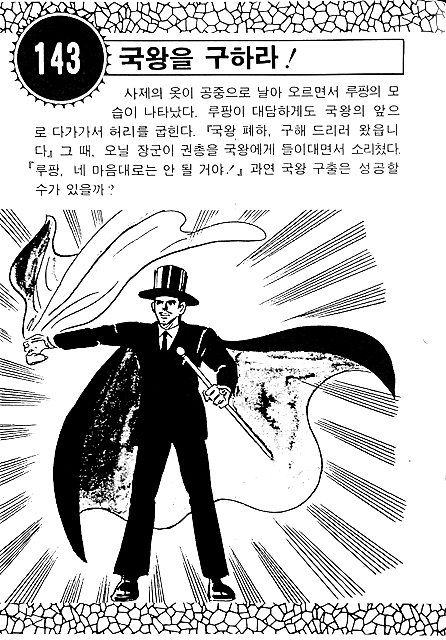 143
국왕을 구하라!
사제의 옷이 공중으로 날아 오르면서 루팡의 모
습이 나타났다. 루팡이 대담하게도 국왕의 앞으
로 다가가서 허리를 굽힌다. 『국왕 폐하, 구해 드리러 왔읍니
다』 그 때, 오닐 장군이 권총을 국왕에게 들이대면서 소리쳤다.
『루팡, 네 마음대로는 안 될 거야!』 과연 국왕 구출은 성공할
수가 있을까?